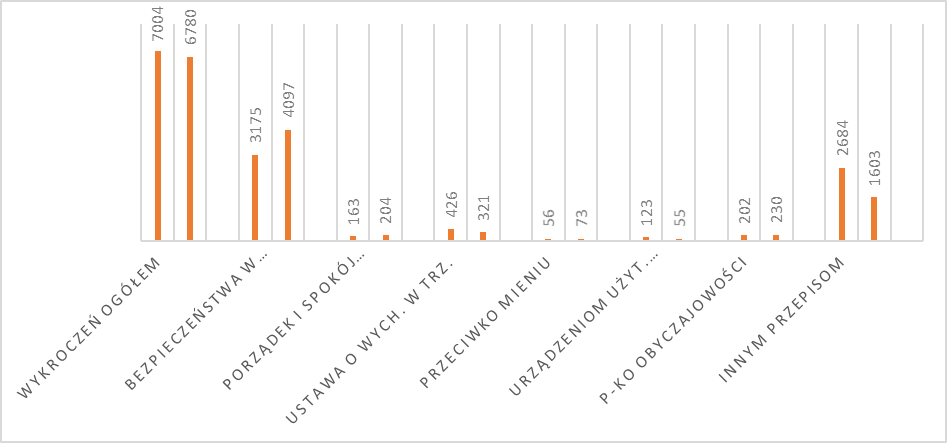 7004
6780
3175
4097
163
204
426
321
56
73
123
55
202
230
2684
1603
WYKROCZEŃ OGÓŁEM
BEZPIECZEŃSTWA W…
PORZĄDEK I SPOKÓJ…
USTAWA O WYCH. W TRZ.
PRZECIWKO MIENIU
URZĄDZENIOM UŻYT.…
P-KO OBYCZAJOWOŚCI
INNYM PRZEPISOM